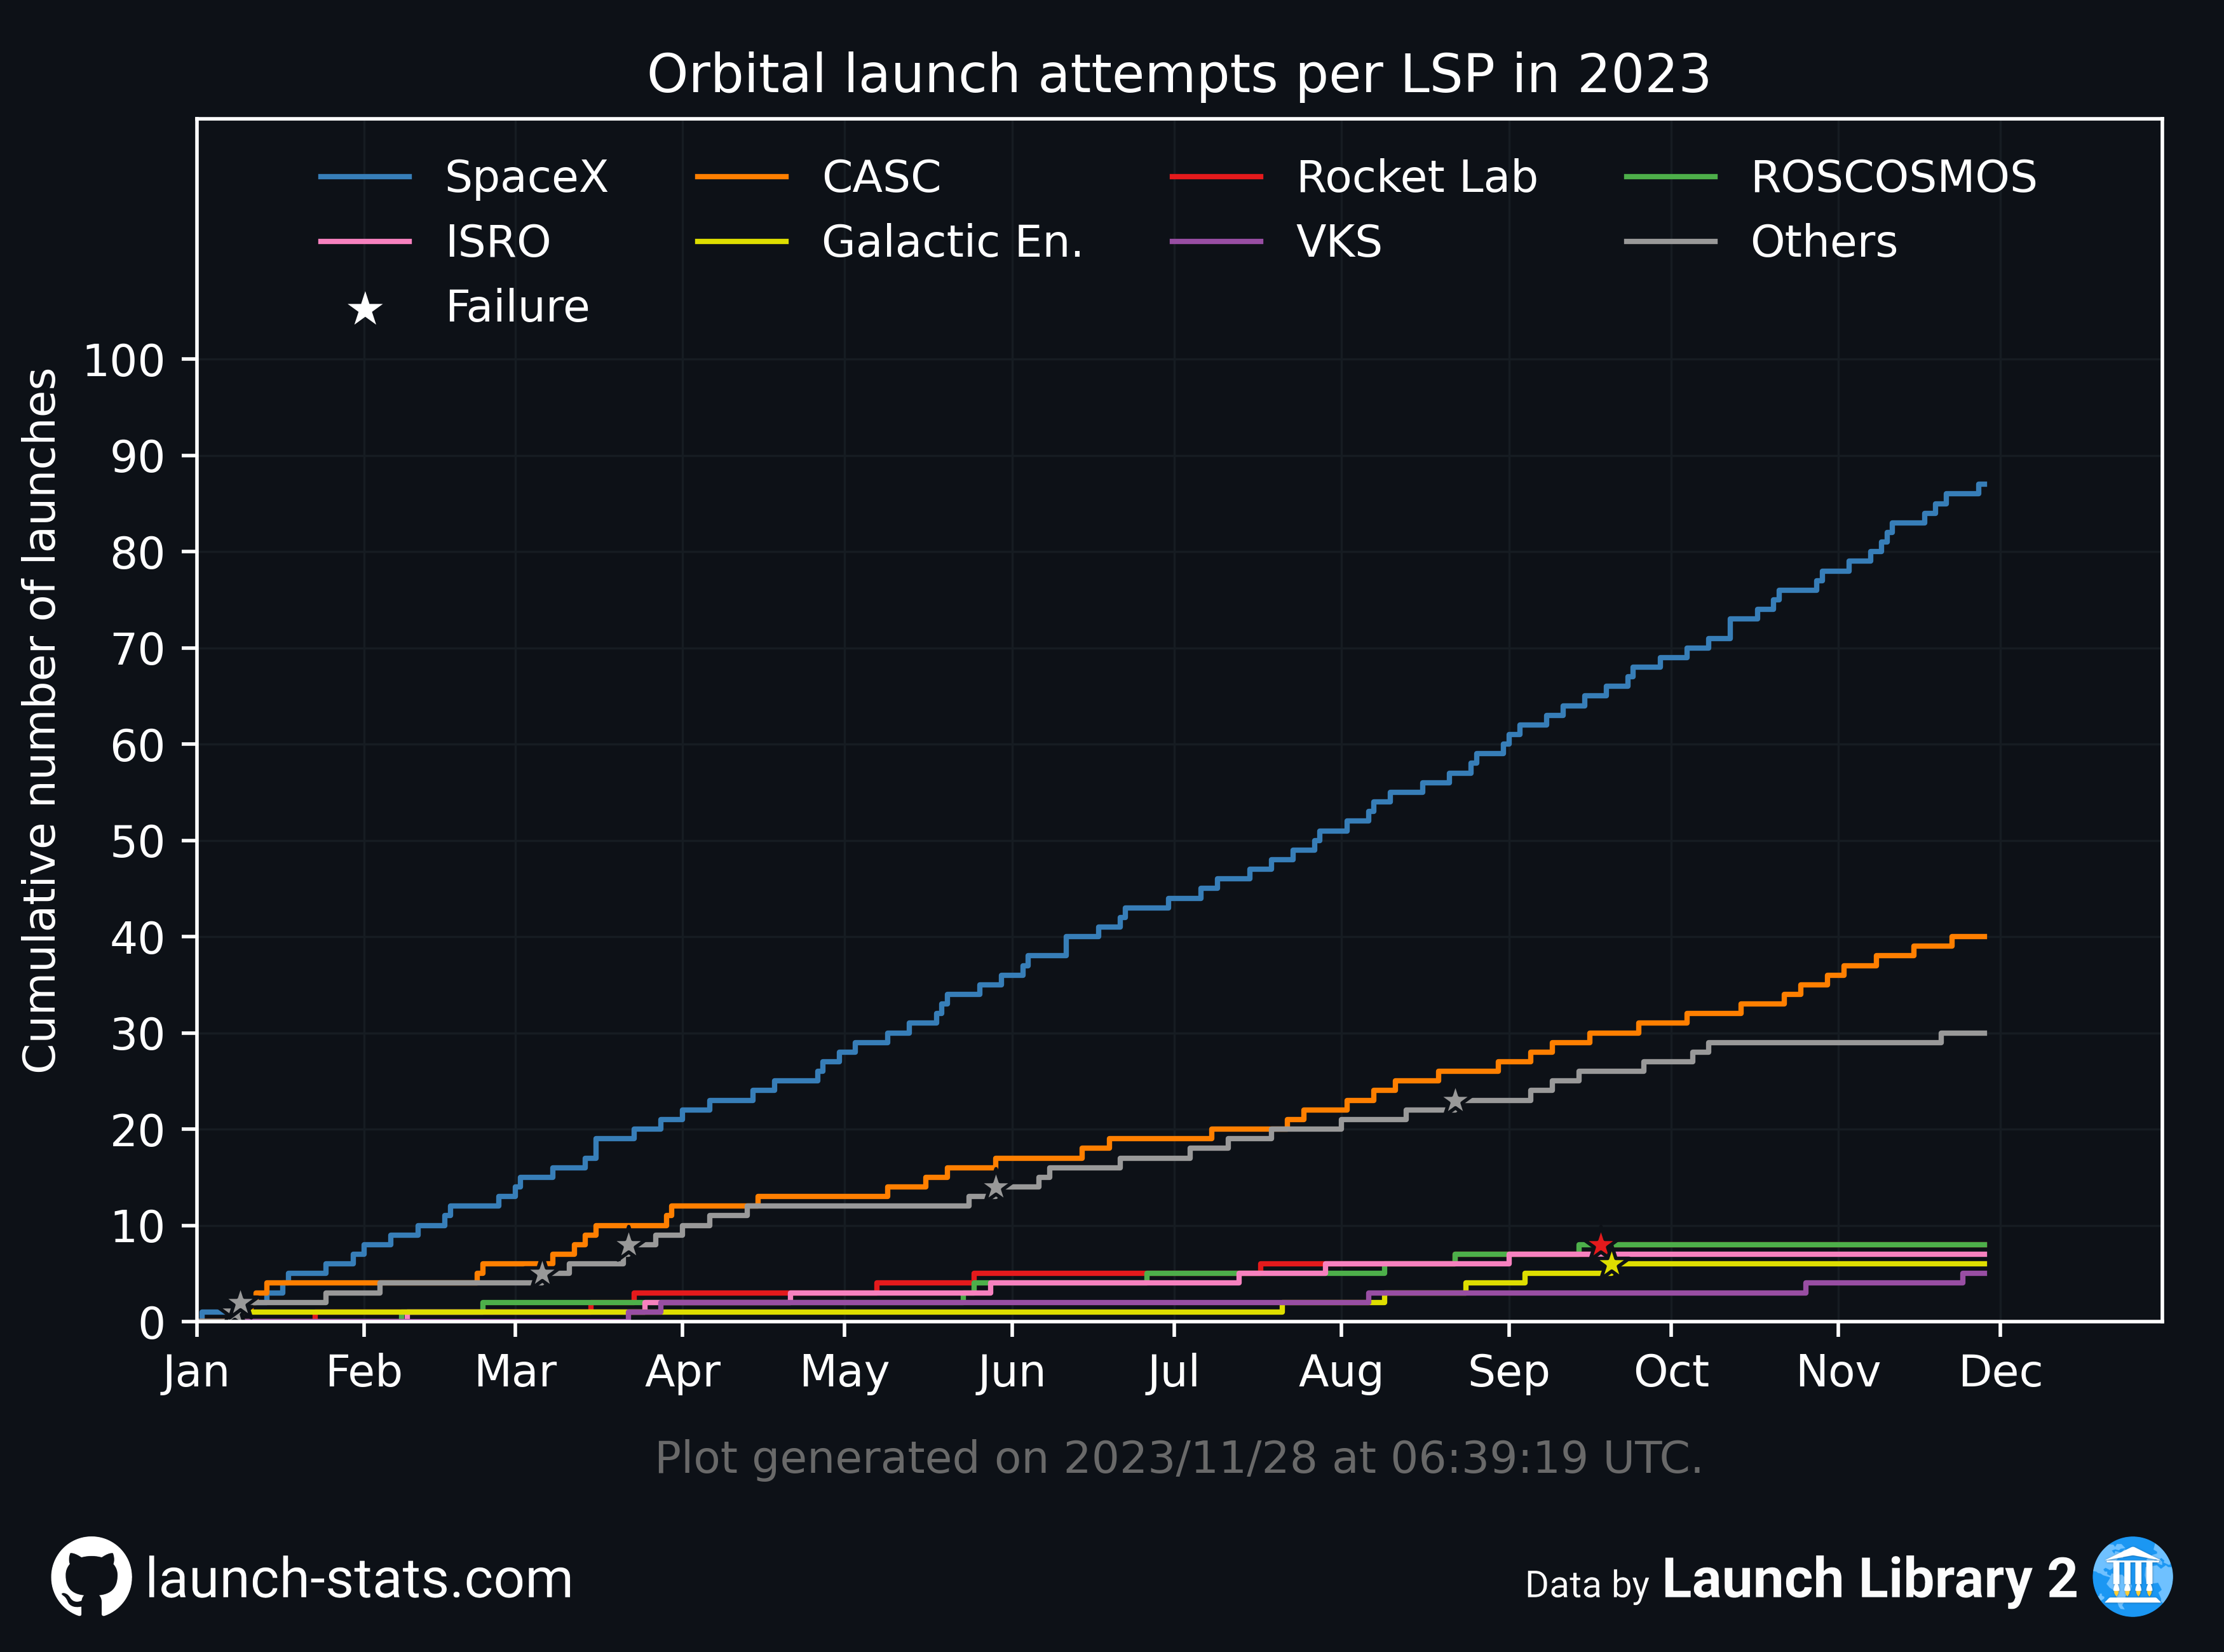 Orbital launch attempts per LSP in 2023
SpaceX CASC Rocket Lab ROSCOSMOS
ISRO Galactic En. VKS Others
Failure
Cumulative number of launches
100
90
80
70
60
50
40
30
20
10
0
Jan Feb Mar Apr May Jun Jul Aug Sep Oct Nov Dec
Plot generated on 2023/11/28 at 06:39:19 UTC.
launch-stats.com
Data by Launch Library 2